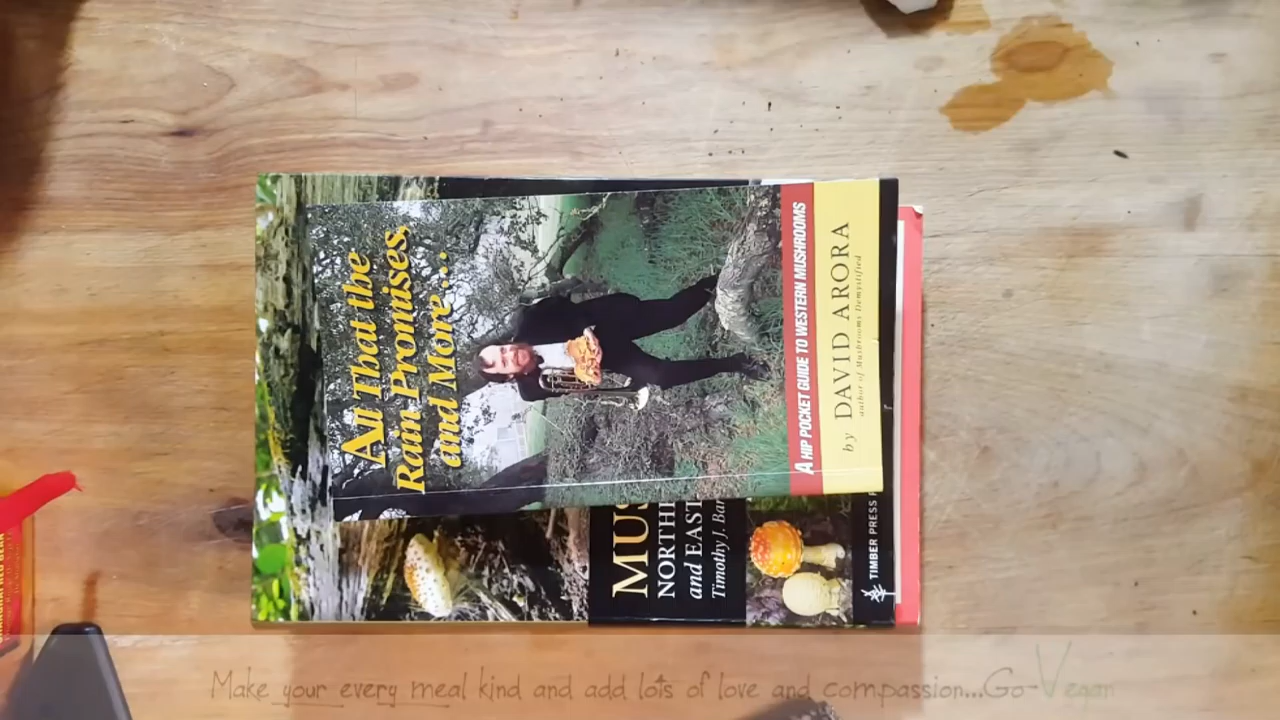 All That the
Rain Promises,
and More...
A HIP POCKET GUIDE TO WESTERN MUSHROOMS
by DAVID ARORA
author of Mushrooms Demystified
MUS
NORTHE
and EAST
Timothy J. Bar
TIMBER PRESS
Make your every meal kind and add lots of love and compassion...Go-Vegan